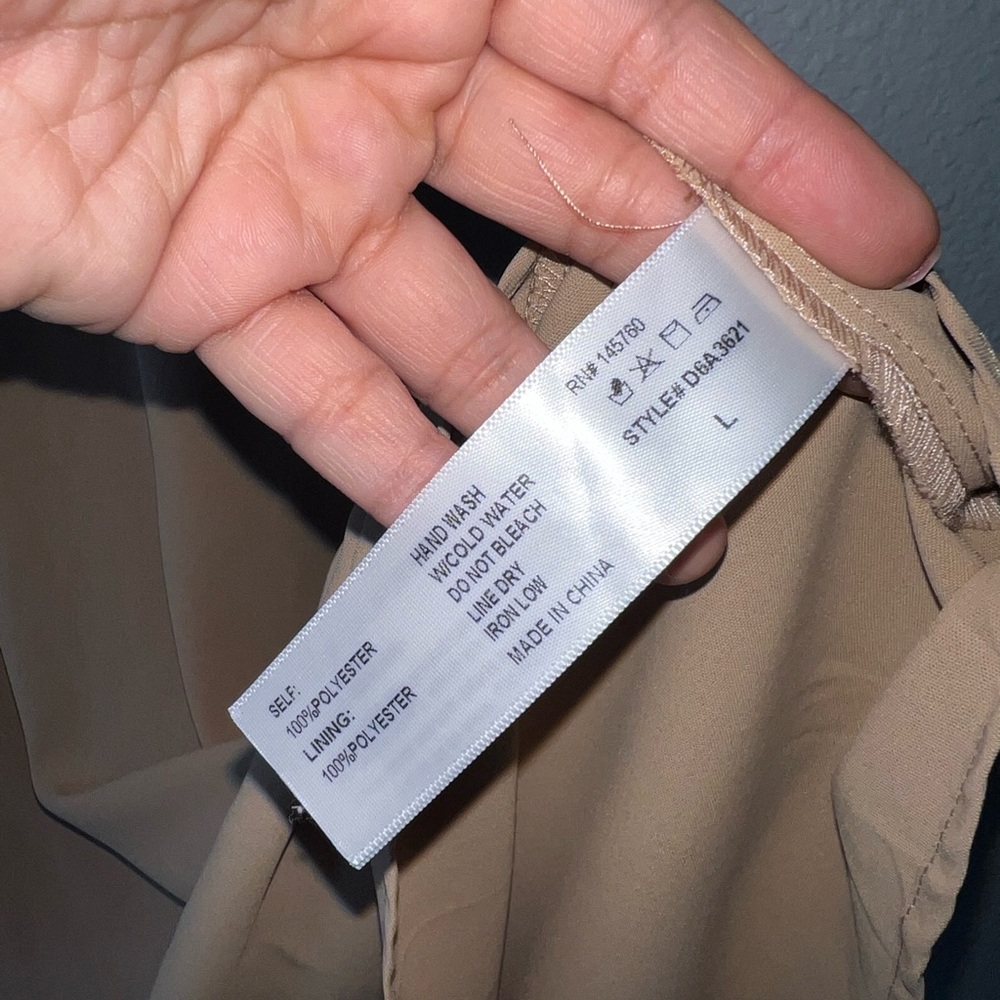 RN# 145760
STYLE# D6A3621
L
HAND WASH
W/COLD WATER
DO NOT BLEACH
LINE DRY
IRON LOW
MADE IN CHINA
SELF:
100%POLYESTER
LINING:
100%POLYESTER